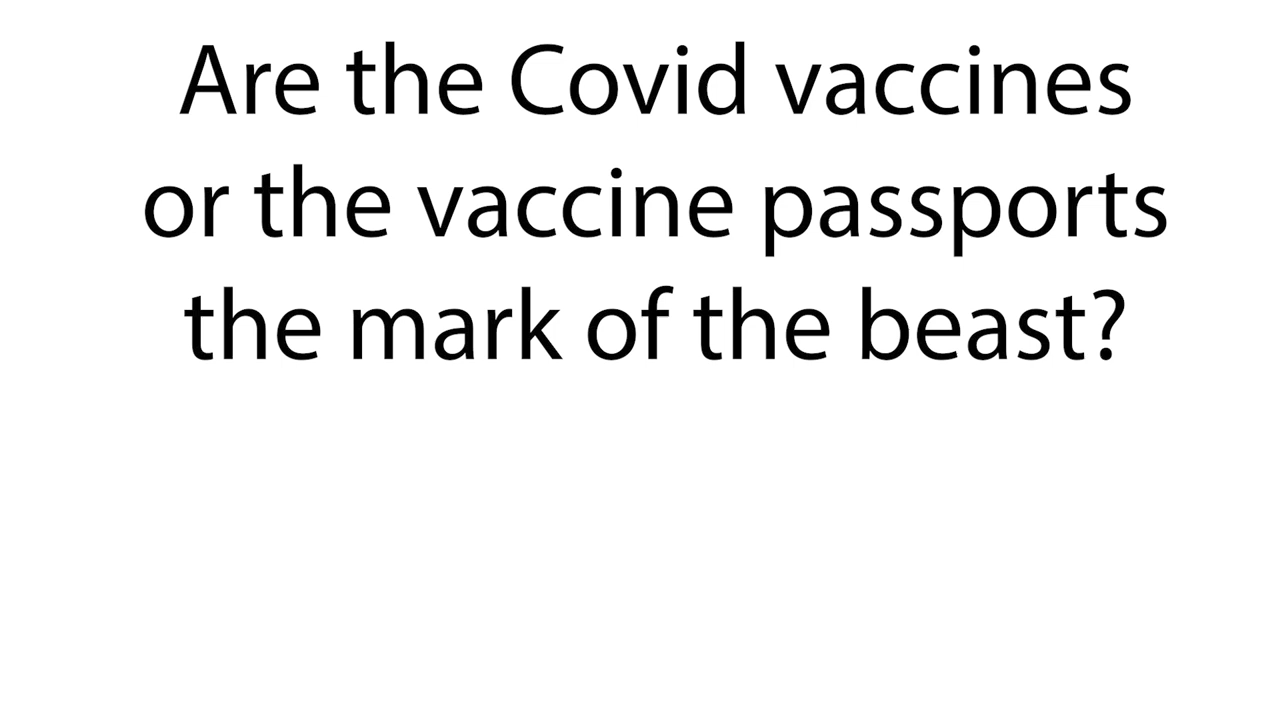 Are the Covid vaccines
or the vaccine passports
the mark of the beast?